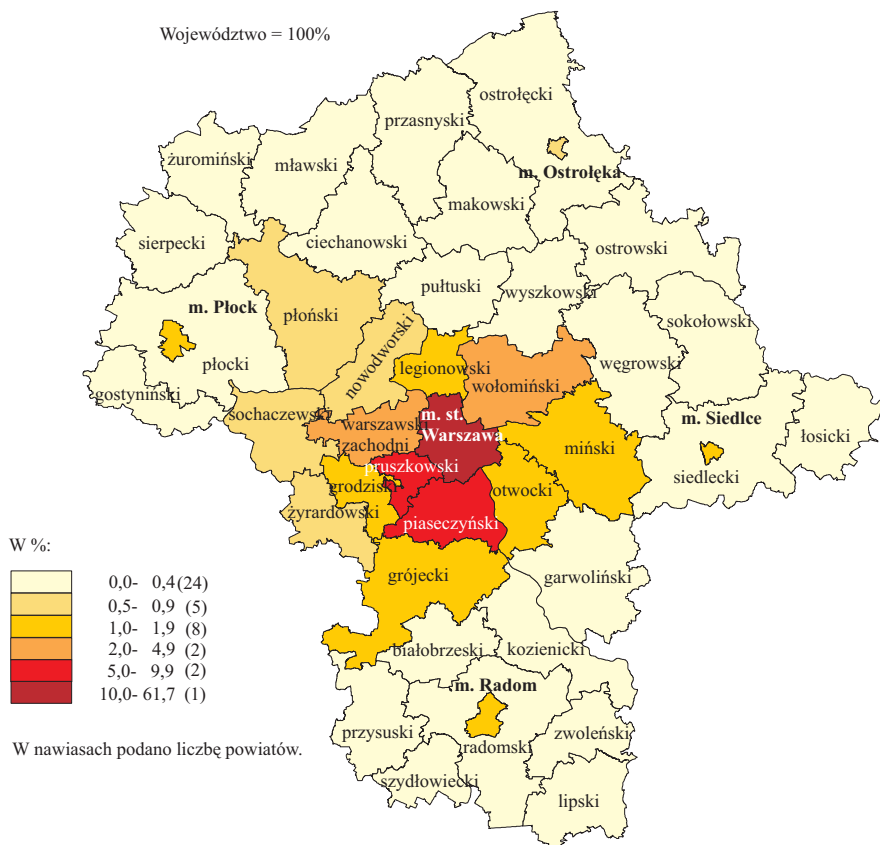 Województwo = 100%
ostrołęcki
przasnyski
żuromiński
mławski
m. Ostrołęka
makowski
sierpecki
ciechanowski
ostrowski
pułtuski
wyszkowski
m. Płock
płoński
sokołowski
nowodworski
płocki
legionowski
węgrowski
wołomiński
gostyniński
sochaczewski
m. st.
Warszawa
warszawski
zachodni
m. Siedlce
łosicki
miński
pruszkowski
siedlecki
grodziski
otwocki
żyrardowski
piaseczyński
W %:
grójecki
garwoliński
0,0- 0,4 (24)
0,5- 0,9 (5)
1,0- 1,9 (8)
2,0- 4,9 (2)
5,0- 9,9 (2)
10,0- 61,7 (1)
białobrzeski
kozienicki
m. Radom
przysuski
zwoleński
radomski
W nawiasach podano liczbę powiatów.
szydłowiecki
lipski